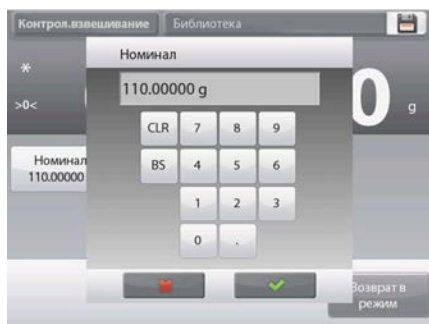 Контрол.взвешивание Библиотека
Номинал
*
>0<
0 g
110.00000 g
CLR 7 8 9
Номинал
110.00000
BS 4 5 6
1 2 3
0 .
Возврат в
режим